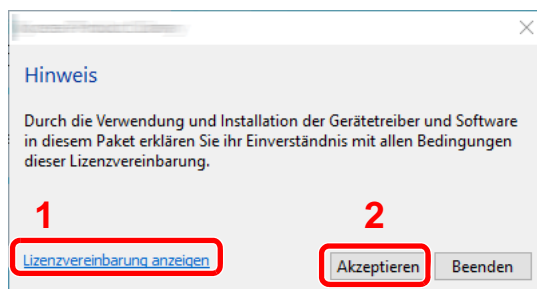 Hinweis
Durch die Verwendung und Installation der Gerätetreiber und Software
in diesem Paket erklären Sie ihr Einverständnis mit allen Bedingungen
dieser Lizenzvereinbarung.
1
2
Lizenzvereinbarung anzeigen
Akzeptieren
Beenden